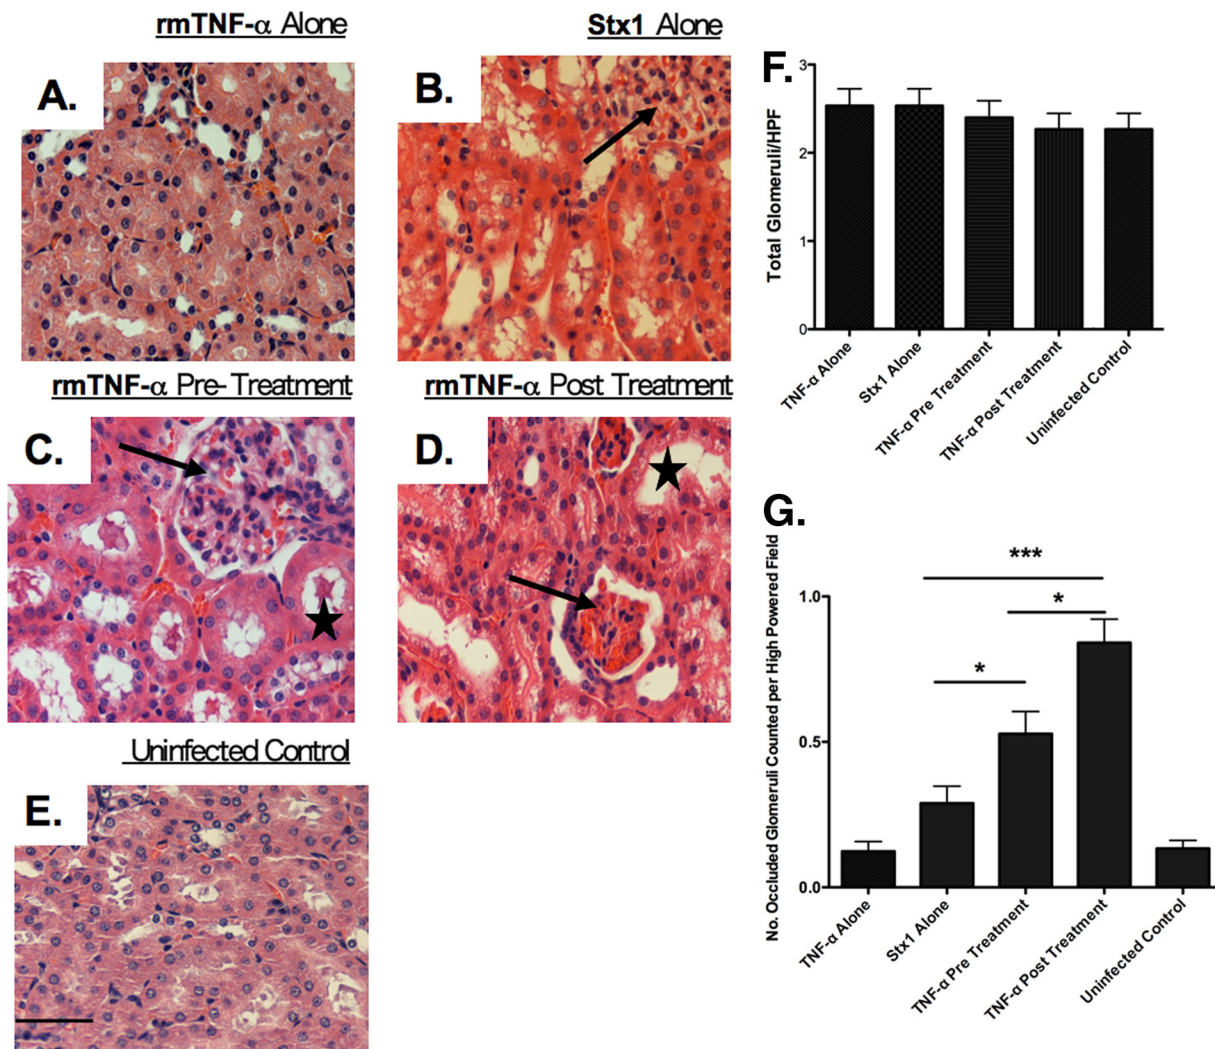 rmTNF-α Alone
A.
Stx1 Alone
B.
rmTNF-α Pre-Treatment
C.
rmTNF-α Post Treatment
D.
Uninfected Control
E.
F.
Total Glomeruli/HPF
3
2
1
0
TNF-α Alone
Stx1 Alone
TNF-α Pre Treatment
TNF-α Post Treatment
Uninfected Control
G.
No. Occluded Glomeruli Counted per High Powered Field
1.0
0.5
0.0
***
*
*
TNF-α Alone
Stx1 Alone
TNF-α Pre Treatment
TNF-α Post Treatment
Uninfected Control